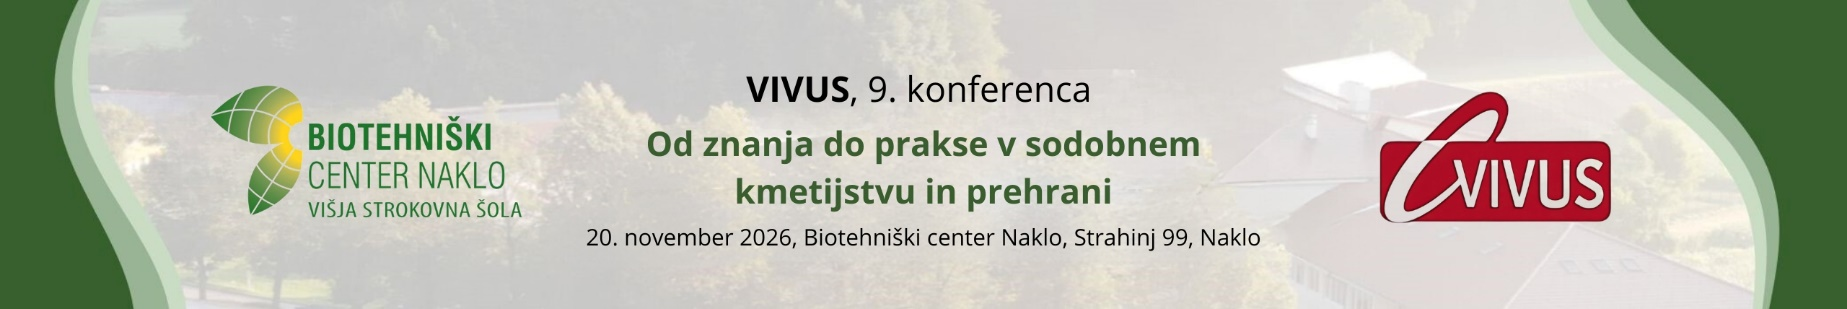 BIOTEHNIŠKI
CENTER NAKLO
VIŠJA STROKOVNA ŠOLA
VIVUS, 9. konferenca
Od znanja do prakse v sodobnem
kmetijstvu in prehrani
20. november 2026, Biotehniški center Naklo, Strahinj 99, Naklo
VIVUS